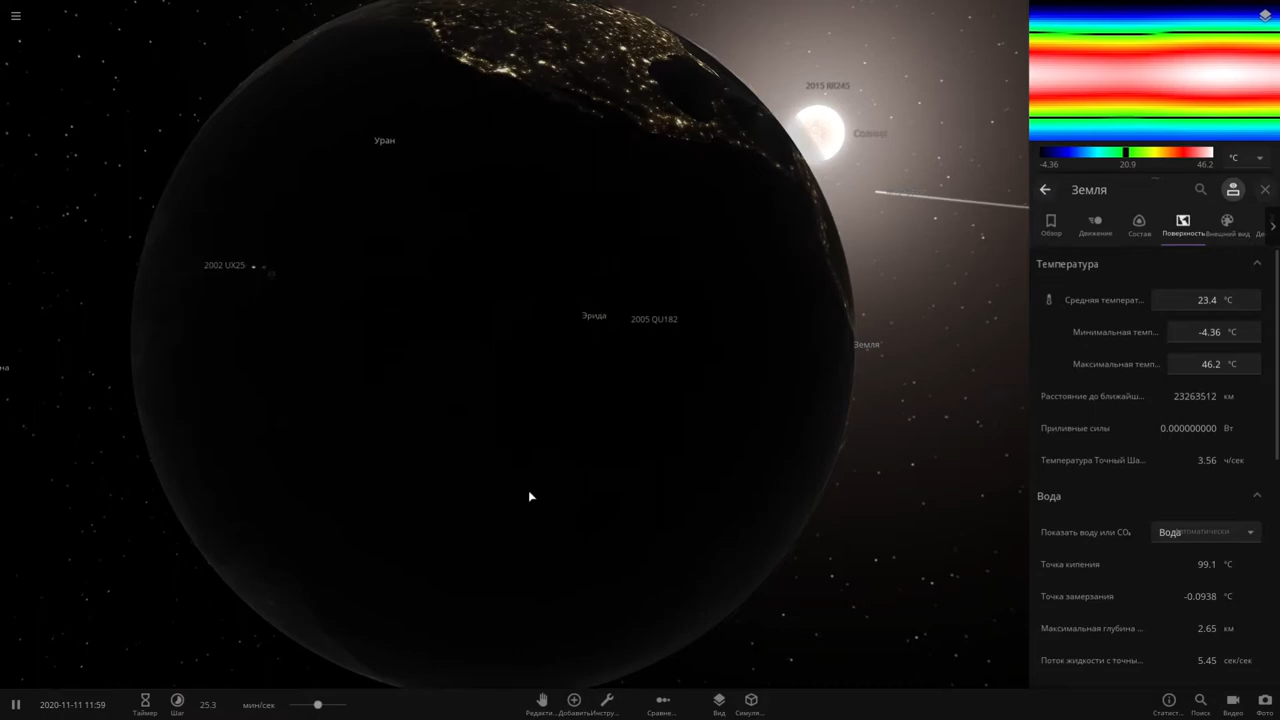 2015 RR245
Солнце
Уран
2002 UX25
Эрида
2005 QU182
Земля
на
-4.36
20.9
46.2
°C
Земля
Обзор
Движение
Состав
Поверхность
Внешний вид
Де
Температура
Средняя температ... 23.4 °C
Минимальная темп... -4.36 °C
Максимальная темп... 46.2 °C
Расстояние до ближайш... 23263512 км
Приливные силы 0.000000000 Вт
Температура Точный Ша... 3.56 ч/сек
Вода
Показать воду или CO₂ Вода Автоматически
Точка кипения 99.1 °C
Точка замерзания -0.0938 °C
Максимальная глубина ... 2.65 км
Поток жидкости с точны... 5.45 сек/сек
2020-11-11 11:59
Таймер
Шаг
25.3 мин/сек
Редакти...
Добавить
Инстру...
Сравне...
Вид
Симуля...
Статист...
Поиск
Видео
Фото